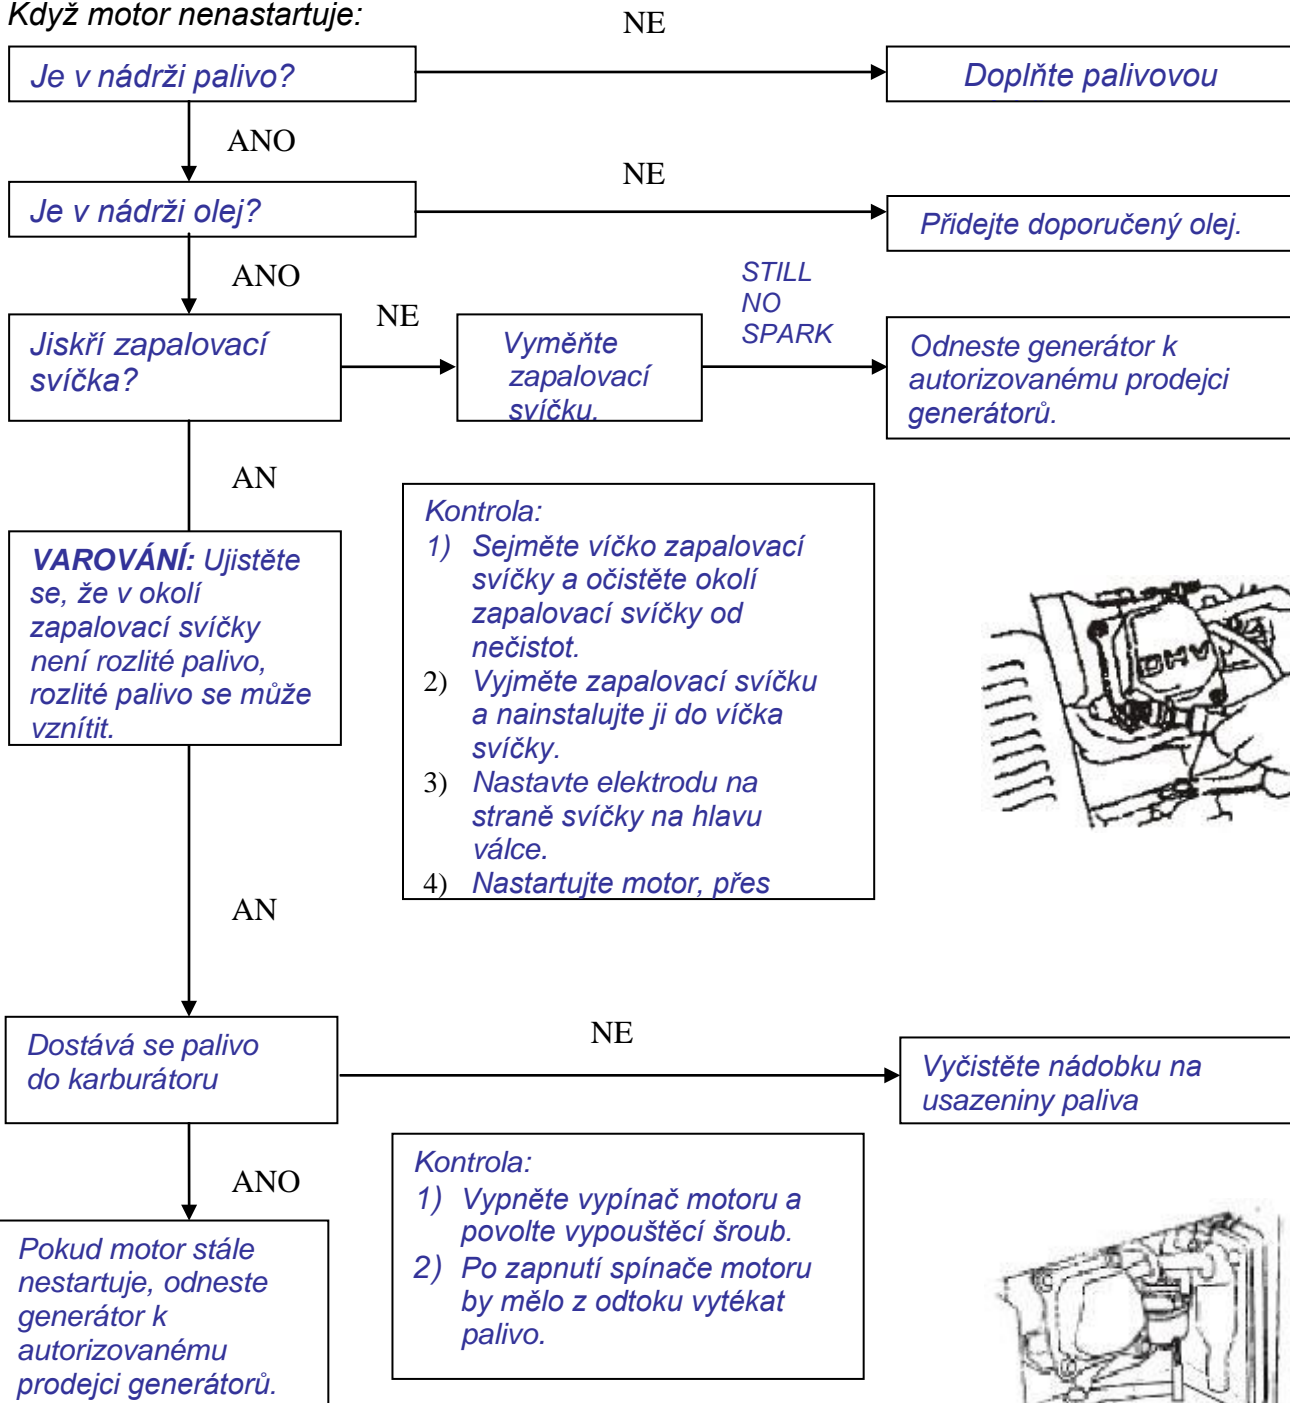 Když motor nenastartuje:
NE
Je v nádrži palivo?
Doplňte palivovou
ANO
NE
Je v nádrži olej?
Přidejte doporučený olej.
ANO
NE
STILL
NO
SPARK
Jiskří zapalovací
svíčka?
Vyměňte
zapalovací
svíčku.
Odneste generátor k
autorizovanému prodejci
generátorů.
AN
VAROVÁNÍ: Ujistěte
se, že v okolí
zapalovací svíčky
není rozlité palivo,
rozlité palivo se může
vznítit.
Kontrola:
1) Sejměte víčko zapalovací
svíčky a očistěte okolí
zapalovací svíčky od
nečistot.
2) Vyjměte zapalovací svíčku
a nainstalujte ji do víčka
svíčky.
3) Nastavte elektrodu na
straně svíčky na hlavu
válce.
4) Nastartujte motor, přes
OHV
AN
Dostává se palivo
do karburátoru
NE
Vyčistěte nádobku na
usazeniny paliva
ANO
Kontrola:
1) Vypněte vypínač motoru a
povolte vypouštěcí šroub.
2) Po zapnutí spínače motoru
by mělo z odtoku vytékat
palivo.
Pokud motor stále
nestartuje, odneste
generátor k
autorizovanému
prodejci generátorů.